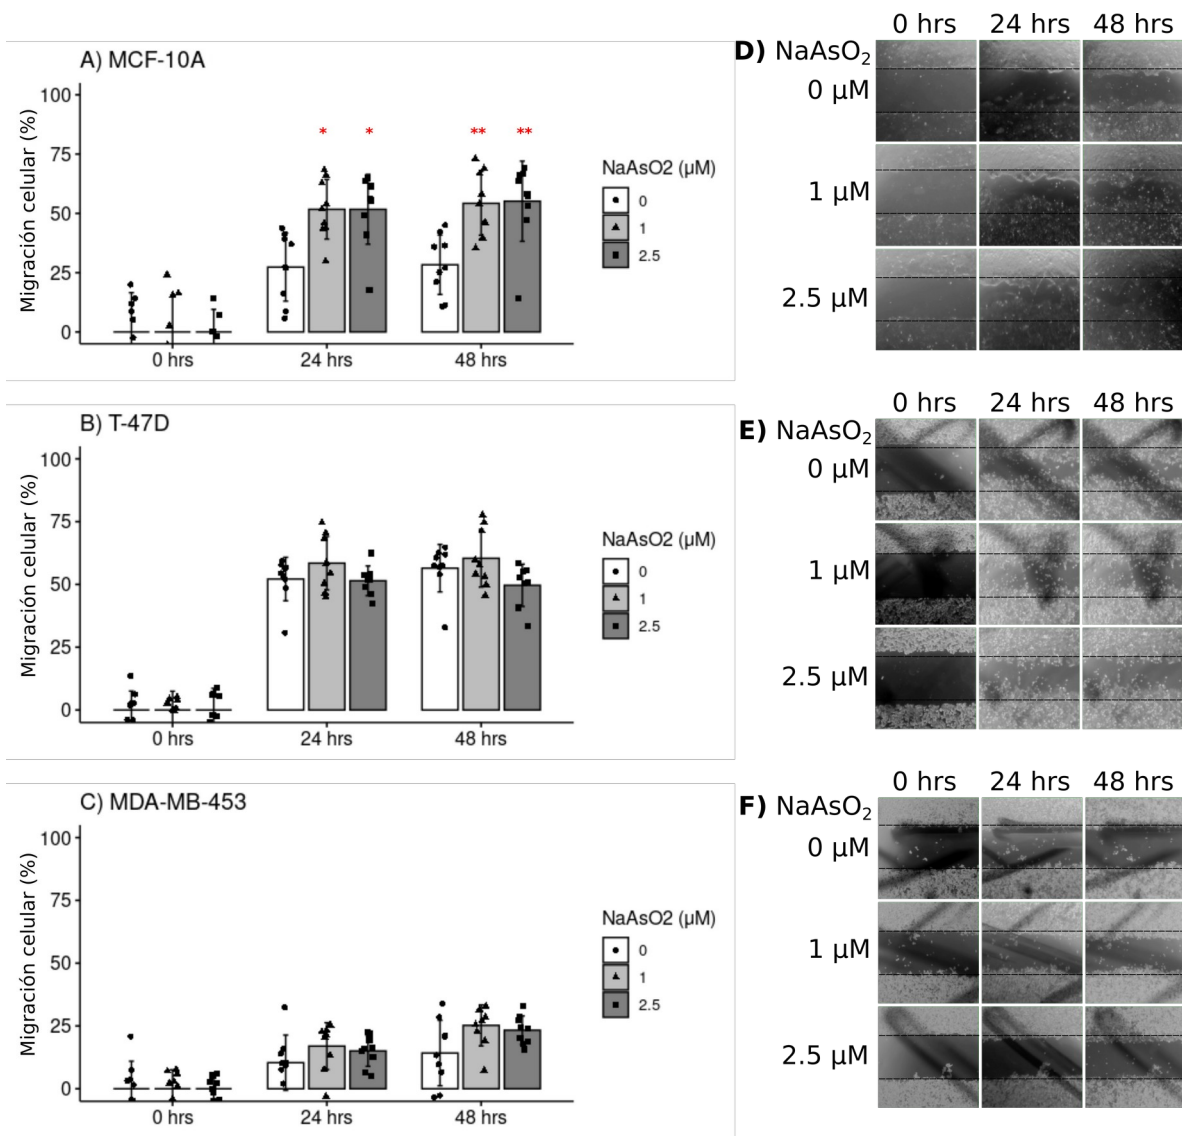 A) MCF-10A
Migración celular (%)
100
75
50
25
0
* * ** **
0 hrs 24 hrs 48 hrs
NaAsO2 (µM)
0
1
2.5
D) NaAsO₂
0 hrs 24 hrs 48 hrs
0 µM
1 µM
2.5 µM
B) T-47D
Migración celular (%)
100
75
50
25
0
0 hrs 24 hrs 48 hrs
NaAsO2 (µM)
0
1
2.5
E) NaAsO₂
0 hrs 24 hrs 48 hrs
0 µM
1 µM
2.5 µM
C) MDA-MB-453
Migración celular (%)
100
75
50
25
0
0 hrs 24 hrs 48 hrs
NaAsO2 (µM)
0
1
2.5
F) NaAsO₂
0 hrs 24 hrs 48 hrs
0 µM
1 µM
2.5 µM